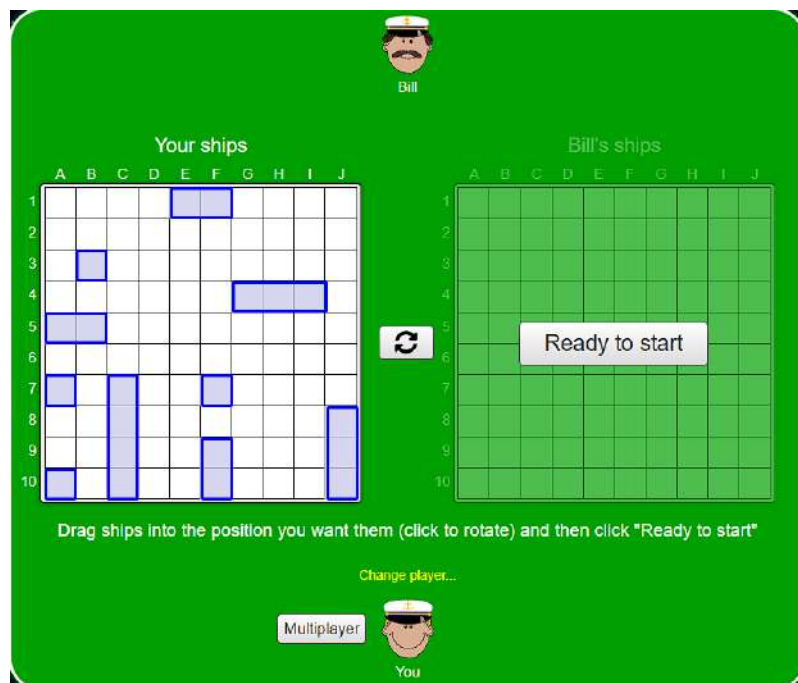 Bill
Your ships
Bill's ships
A B C D E F G H I J
A B C D E F G H I J
1
1
2
2
3
3
4
4
5
5
6
6
7
7
8
8
9
9
10
10
Ready to start
Drag ships into the position you want them (click to rotate) and then click "Ready to start"
Change player...
Multiplayer
You